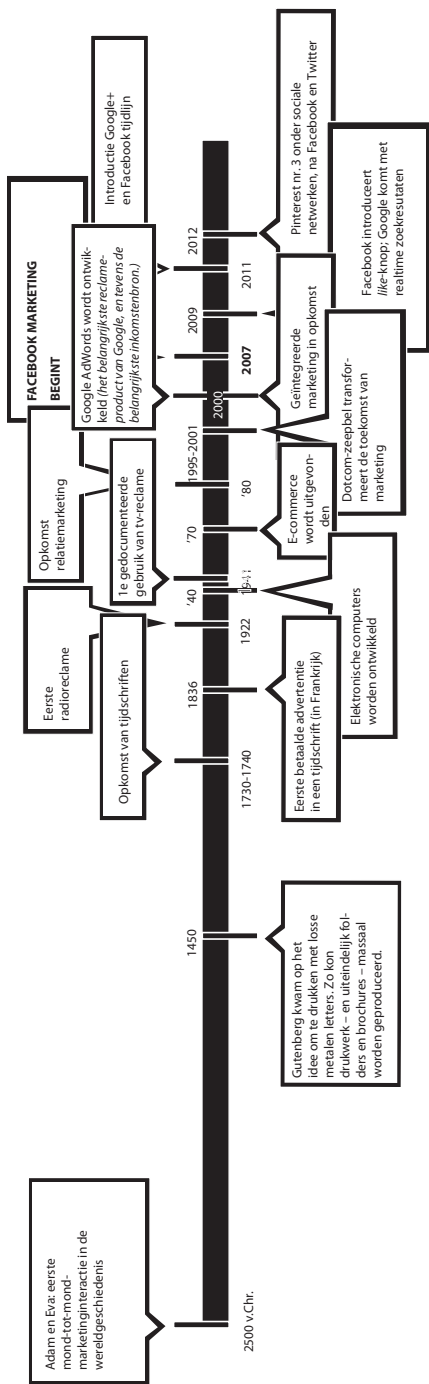 Adam en Eva: eerste
mond-tot-mond-
marketinginteractie in de
wereldgeschiedenis
2500 v.Chr.
1450
Gutenberg kwam op het
idee om te drukken met losse
metalen letters. Zo kon
drukwerk – en uiteindelijk fol-
ders en brochures – massaal
worden geproduceerd.
Opkomst van tijdschriften
1730-1740
1836
Eerste betaalde advertentie
in een tijdschrift (in Frankrijk)
Eerste
radioreclame
1922
'40
Elektronische computers
worden ontwikkeld
1e gedocumenteerde
gebruik van tv-reclame
'70
E-commerce
wordt uitgevon-
den
Opkomst
relatiemarketing
'80
1995-2001
Dotcom-zeepbel transfor-
meert de toekomst van
marketing
Google AdWords wordt ontwik-
keld (het belangrijkste reclame-
product van Google, en tevens de
belangrijkste inkomstenbron.)
2000
Geïntegreerde
marketing in opkomst
FACEBOOK MARKETING
BEGINT
2007
2009
Facebook introduceert
like-knop; Google komt met
realtime zoekresutaten
Introductie Google+
en Facebook tijdlijn
2011
2012
Pinterest nr. 3 onder sociale
netwerken, na Facebook en Twitter